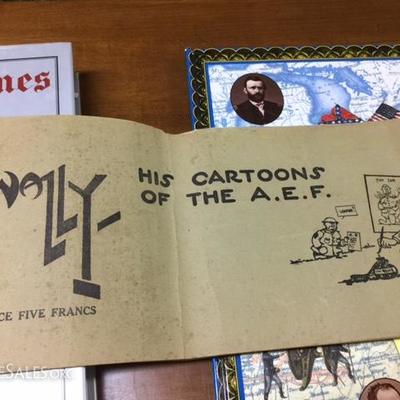 WALLY-
HIS CARTOONS
OF THE A.E.F.
CE FIVE FRANCS
nes
eSALES.ORG